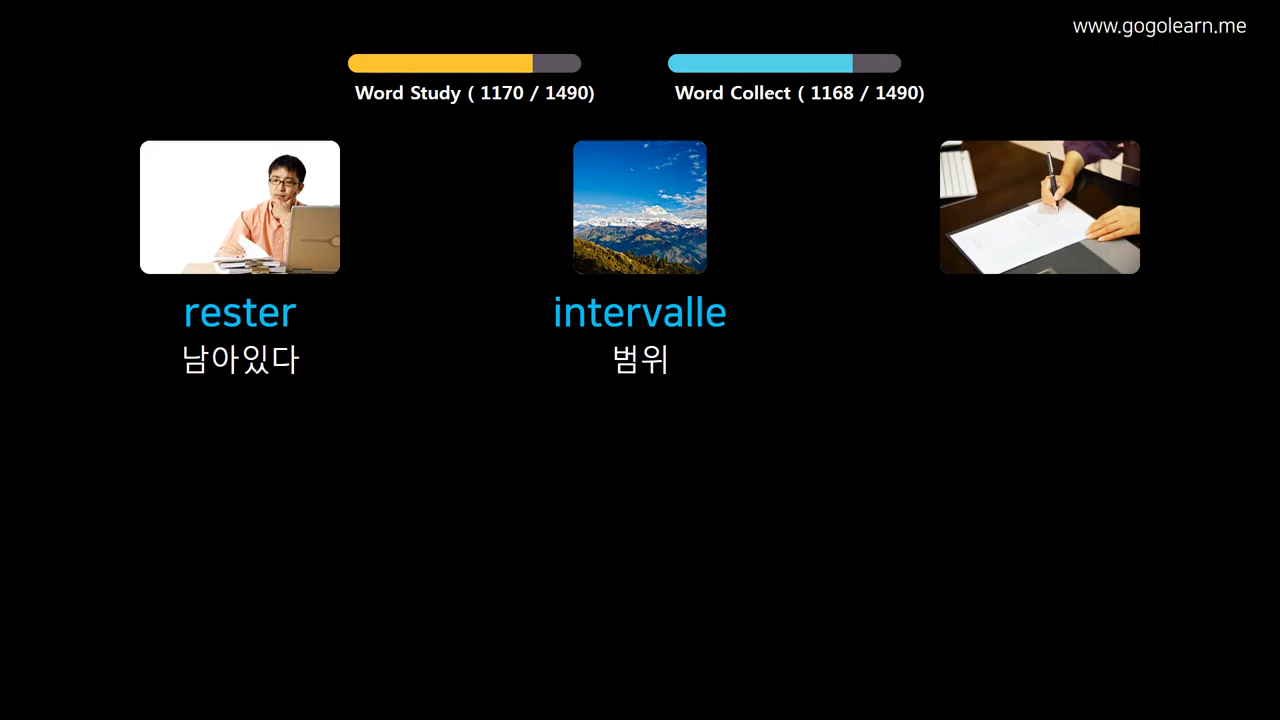 www.gogolearn.me
Word Study ( 1170 / 1490)
Word Collect ( 1168 / 1490)
rester
남아있다
intervalle
범위